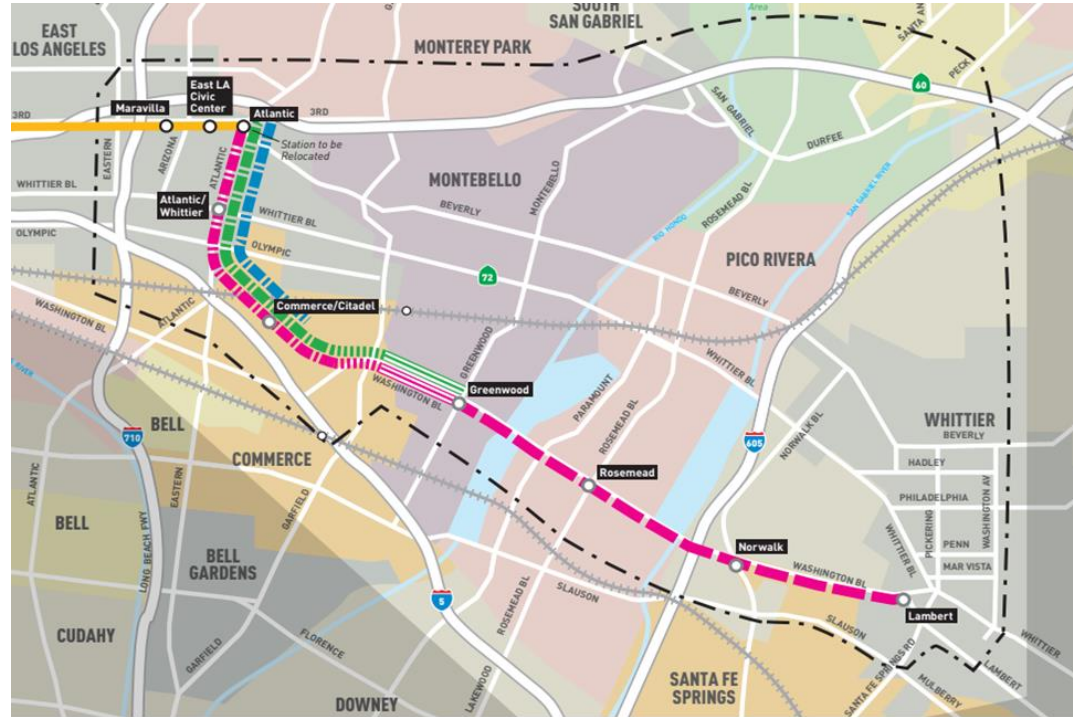 SOUTH
SAN GABRIEL
Area
SANTA AN
EAST
LOS ANGELES
MONTEREY PARK
PECK
60
East LA
Civic
Center
Maravilla
Atlantic
3RD
3RD
Station to be
Relocated
SAN GABRIEL
DURFEE
EASTERN
ARIZONA
ATLANTIC
MONTEBELLO
MONTEBELLO
WHITTIER BL
BEVERLY
ROSEMEAD BL
SAN GABRIEL RIVER
Atlantic/
Whittier
WHITTIER BL
RIO HONDO
OLYMPIC
OLYMPIC
PICO RIVERA
72
BEVERLY
WASHINGTON BL
ATLANTIC
Commerce/Citadel
GREENWOOD
WHITTIER BL
RIVER
WASHINGTON BL
Greenwood
PARAMOUNT
ROSEMEAD BL
NORWALK BL
WHITTIER
BEVERLY
710
BELL
COMMERCE
605
HADLEY
ATLANTIC
EASTERN
GARFIELD
Rosemead
PHILADELPHIA
PICKERING
WASHINGTON AV
BELL
LONG BEACH FWY
WHITTIER BL
PENN
Norwalk
MAR VISTA
BELL
GARDENS
WASHINGTON BL
SLAUSON
5
ROSEMEAD BL
Lambert
CUDAHY
SLAUSON
WHITTIER
GARFIELD
FLORENCE
LAKEWOOD
SANTA FE
SPRINGS
SANTA FE SPRINGS RD
LAMBERT
MULBERRY
DOWNEY